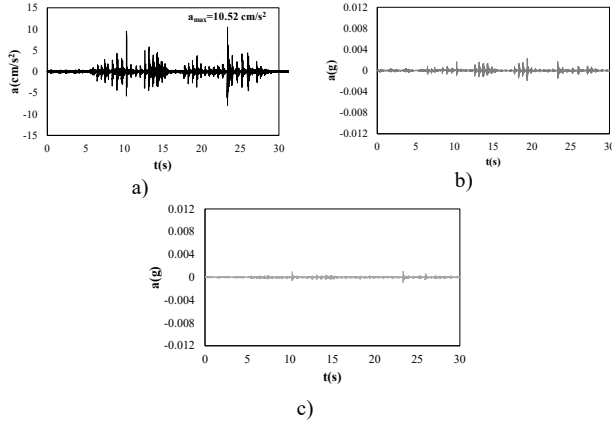 a_max=10.52 cm/s²
15
10
5
0
-5
-10
-15
a(cm/s²)
0 5 10 15 20 25 30
t(s)
a)
0.012
0.008
0.004
0
-0.004
-0.008
-0.012
a(g)
0 5 10 15 20 25 30
t(s)
b)
0.012
0.008
0.004
0
-0.004
-0.008
-0.012
a(g)
0 5 10 15 20 25 30
t(s)
c)